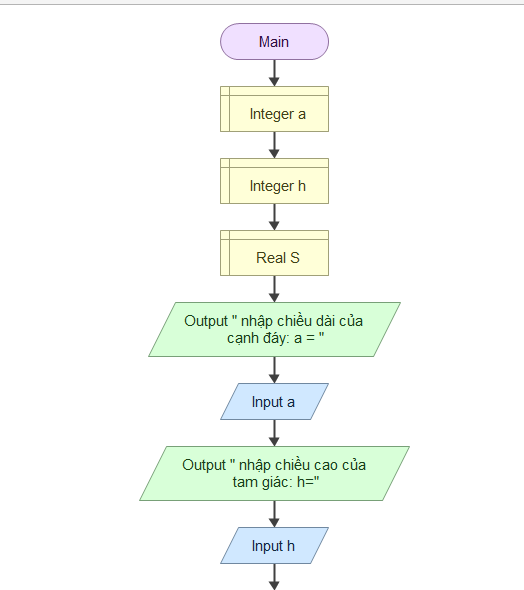 Main
Integer a
Integer h
Real S
Output " nhập chiều dài của
cạnh đáy: a = "
Input a
Output " nhập chiều cao của
tam giác: h="
Input h